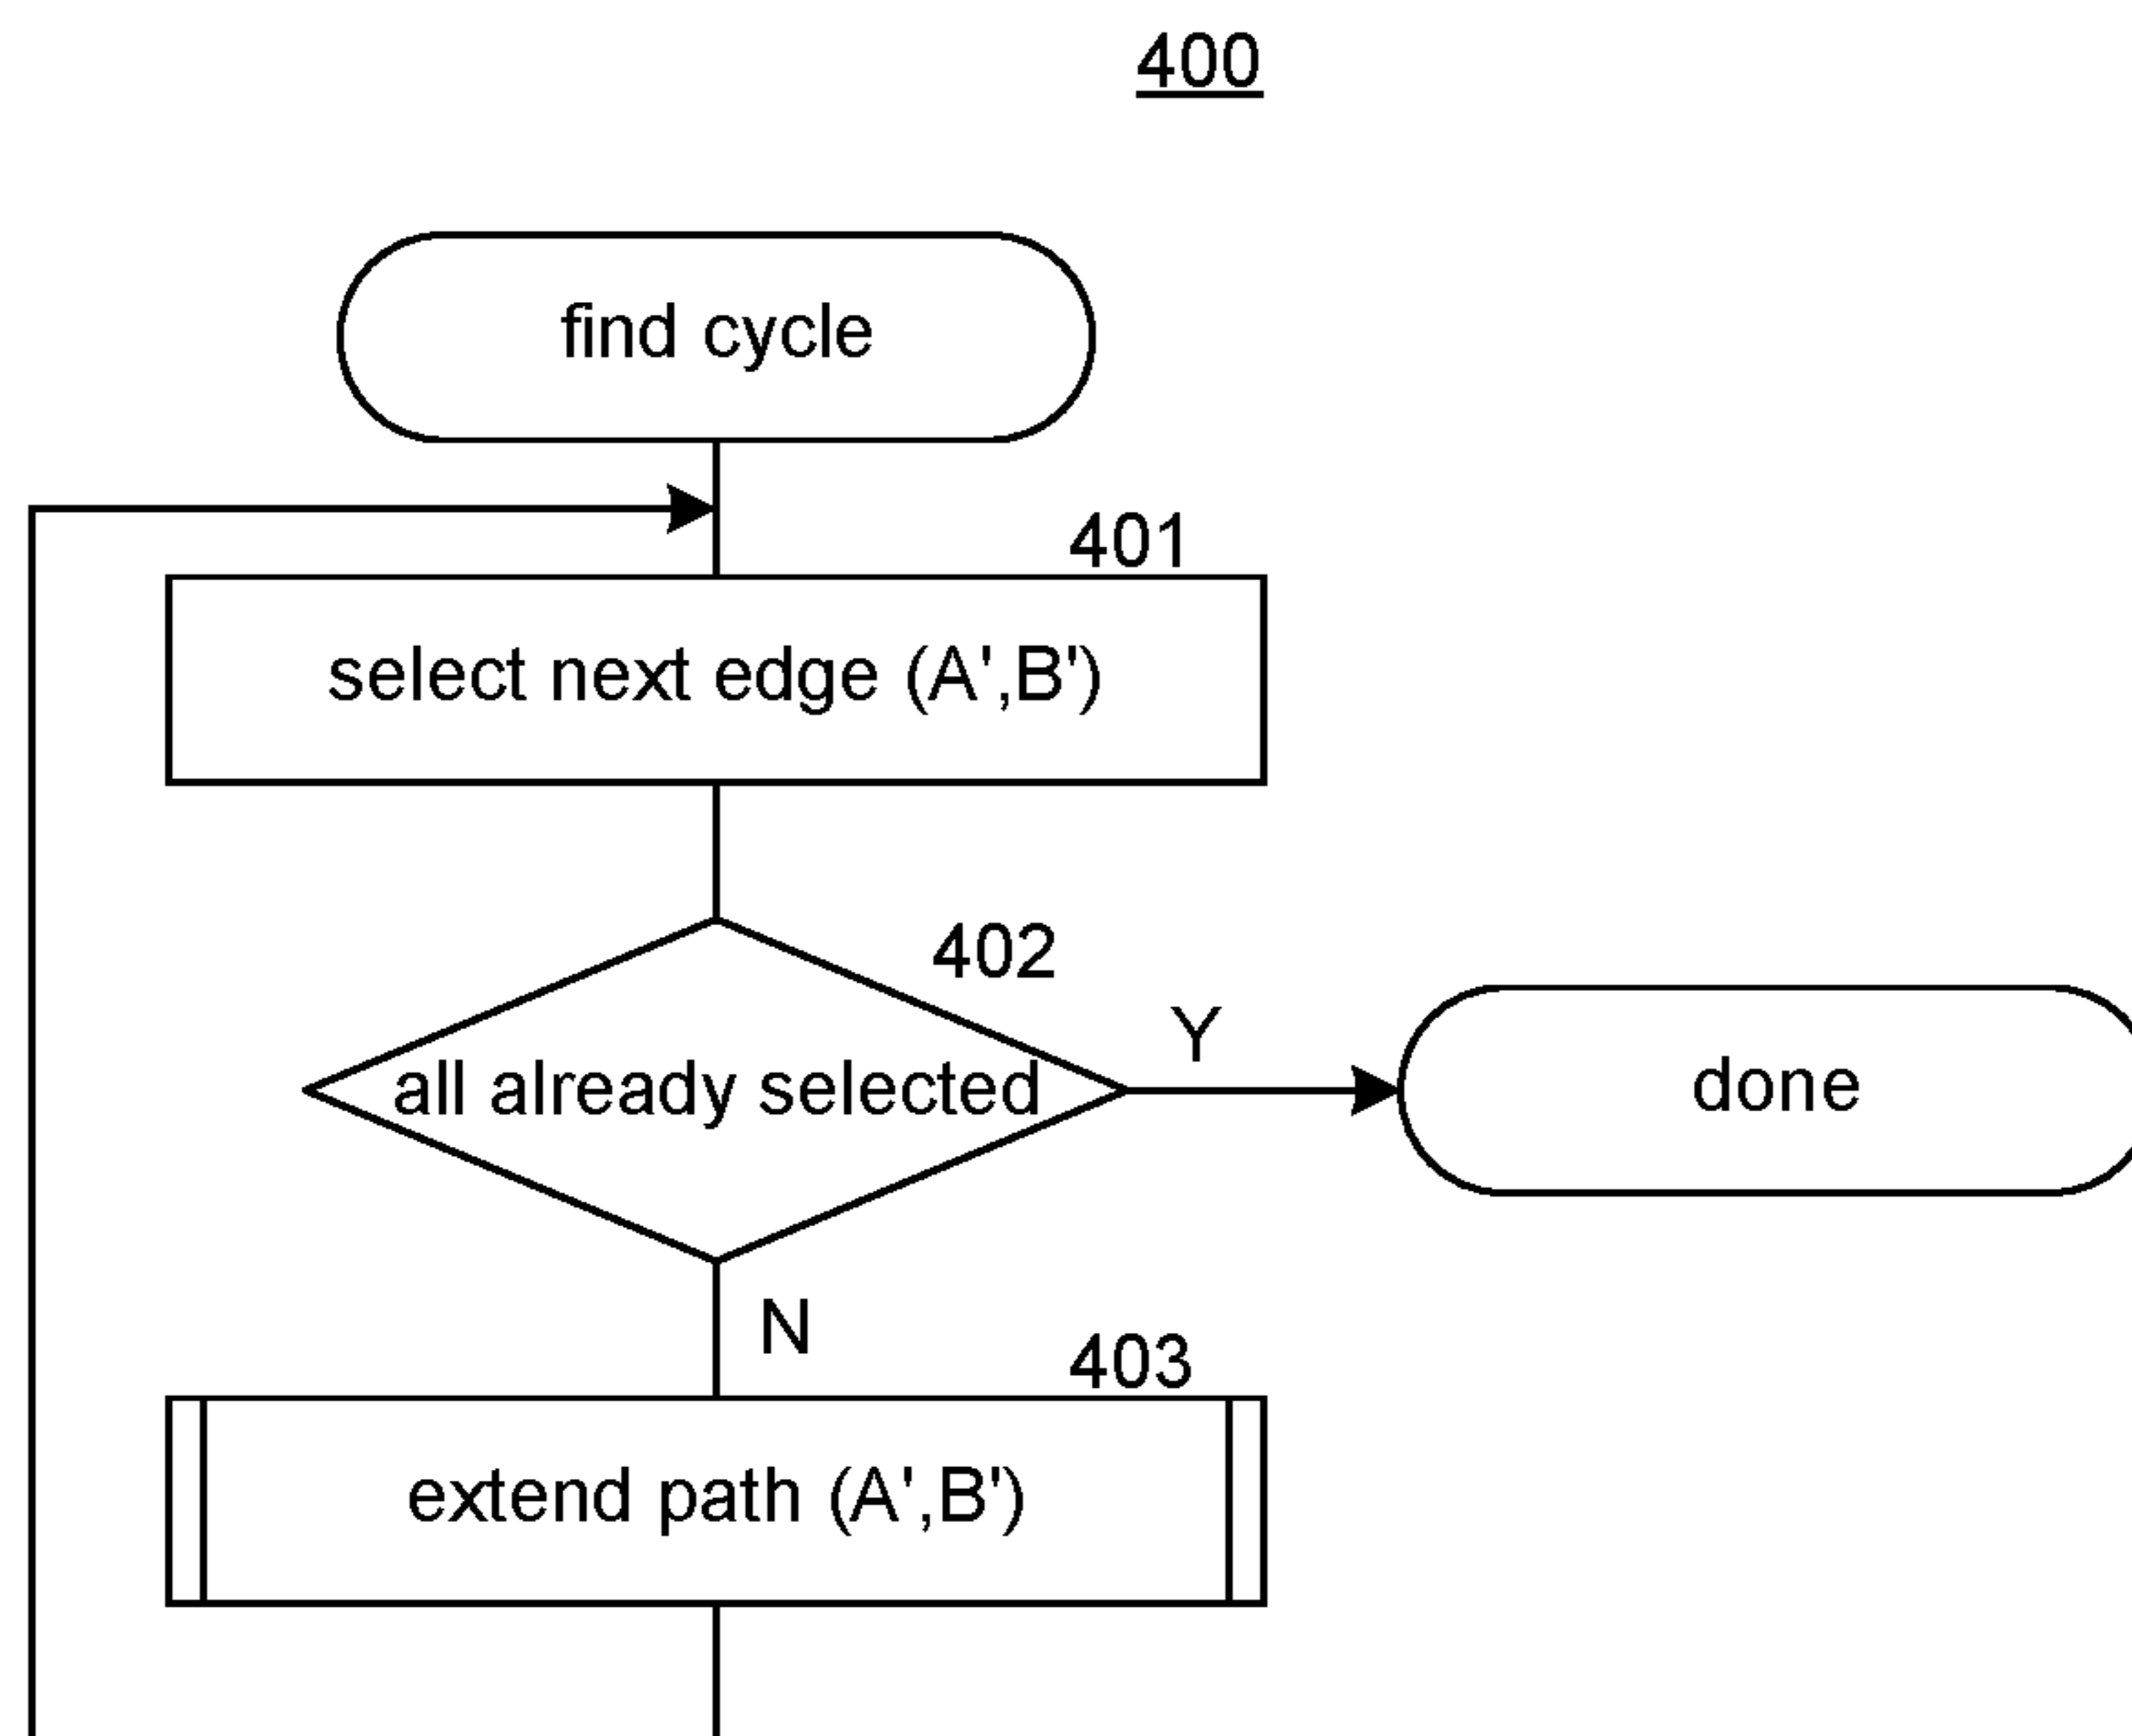 400
find cycle
401
select next edge (A',B')
402
Y
all already selected
done
N
403
extend path (A',B')